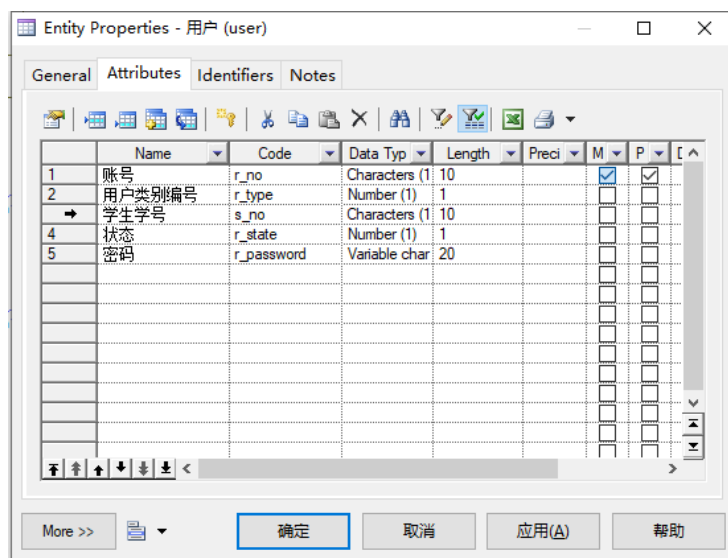 Entity Properties - 用户 (user)
General Attributes Identifiers Notes
Name Code Data Typ Length Preci M P D
1 账号 r_no Characters (1 10
2 用户类别编号 r_type Number (1) 1
学生学号 s_no Characters (1 10
4 状态 r_state Number (1) 1
5 密码 r_password Variable char 20
More >> 确定 取消 应用(A) 帮助